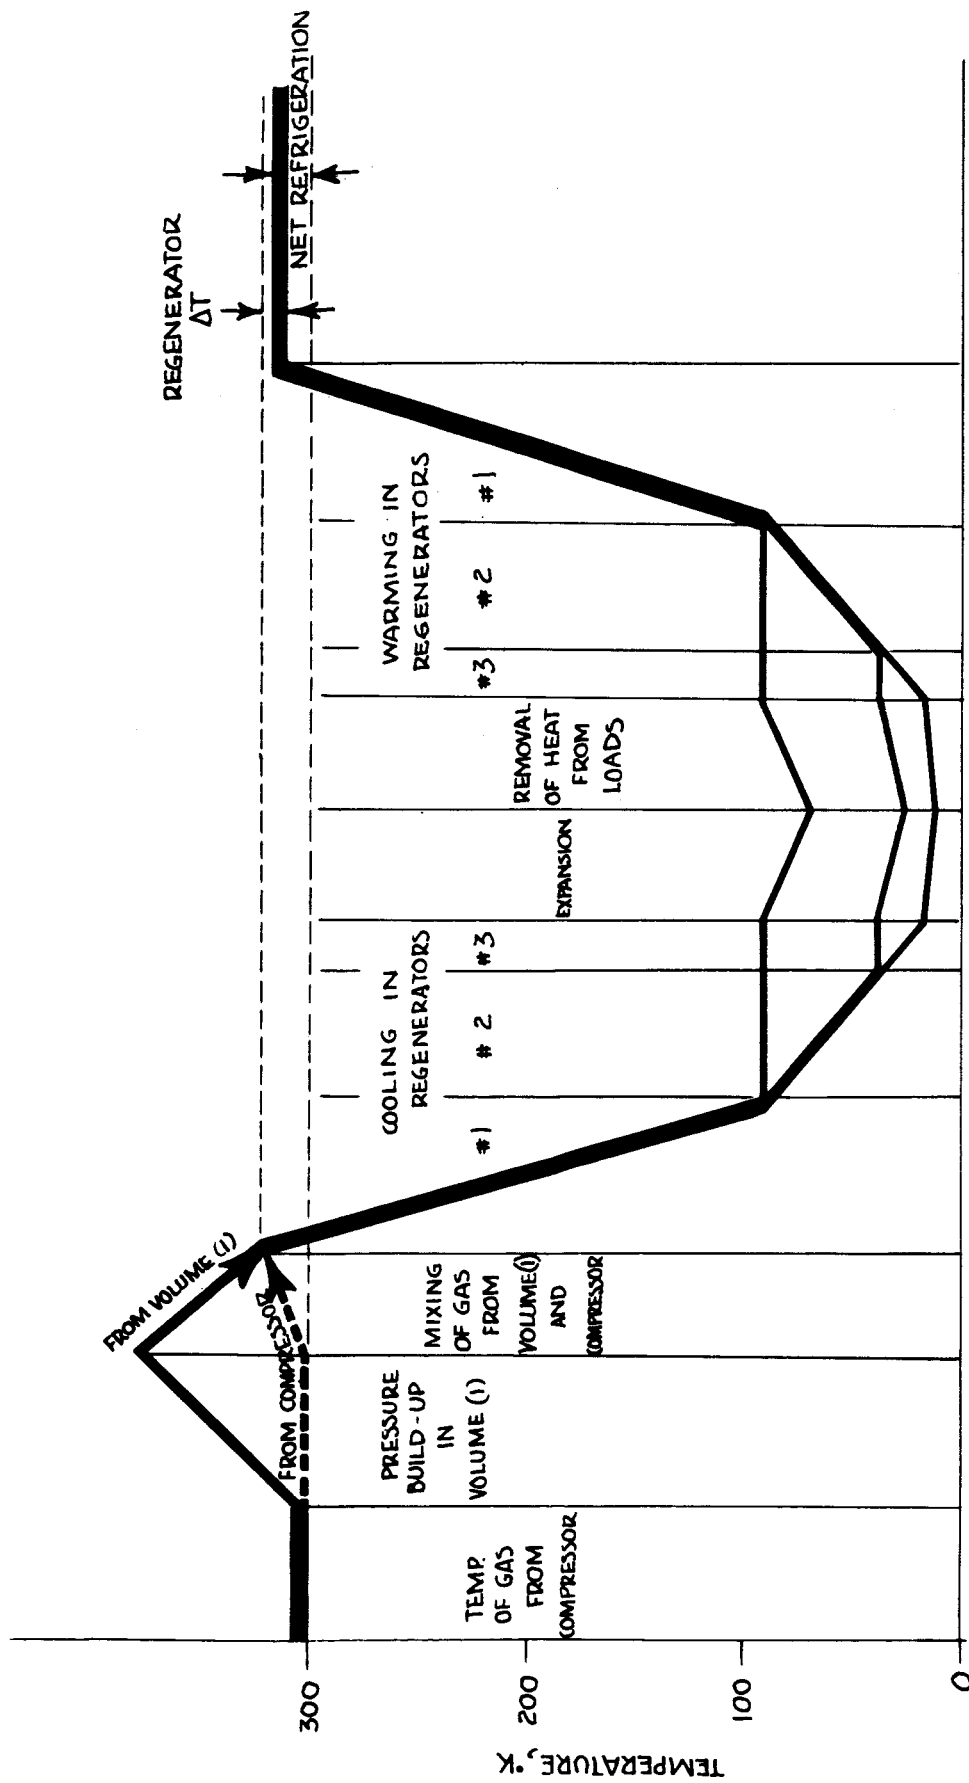 TEMPERATURE, °K
300
200
100
0
TEMP.
OF GAS
FROM
COMPRESSOR
PRESSURE
BUILD-UP
IN
VOLUME (1)
FROM COMPRESSOR
FROM VOLUME (1)
MIXING
OF GAS
FROM
VOLUME(1)
AND
COMPRESSOR
COOLING IN
REGENERATORS
#1 #2 #3
EXPANSION
REMOVAL
OF HEAT
FROM
LOADS
WARMING IN
REGENERATORS
#3 #2 #1
REGENERATOR
ΔT
NET REFRIGERATION